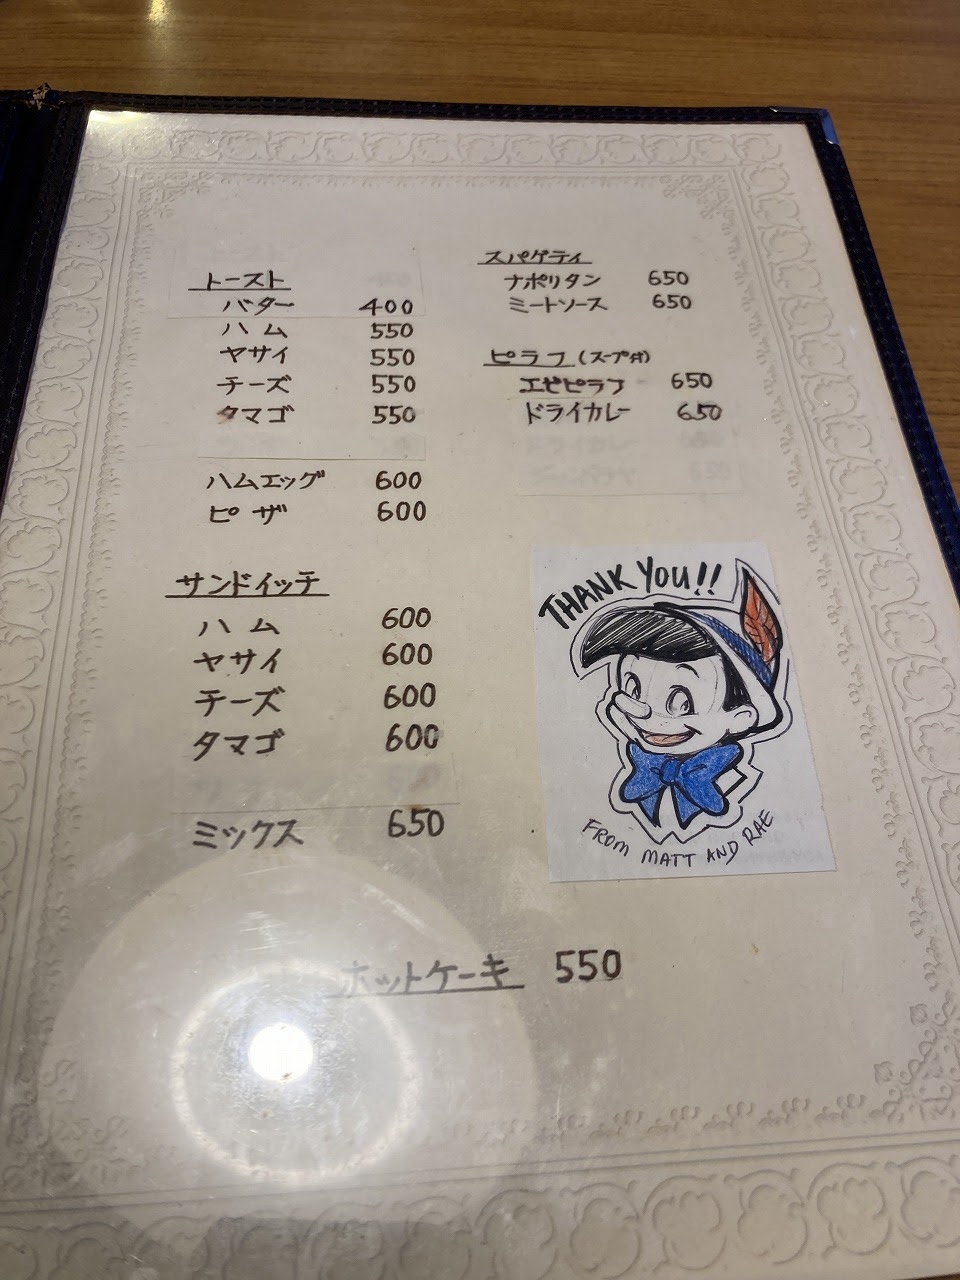 トースト
バター 400
ハム 550
ヤサイ 550
チーズ 550
タマゴ 550
ハムエッグ 600
ピザ 600
サンドイッチ
ハム 600
ヤサイ 600
チーズ 600
タマゴ 600
ミックス 650
スパゲティ
ナポリタン 650
ミートソース 650
ピラフ(スープ付)
エビピラフ 650
ドライカレー 650
THANK YOU!!
FROM MATT AND RAE
ホットケーキ 550